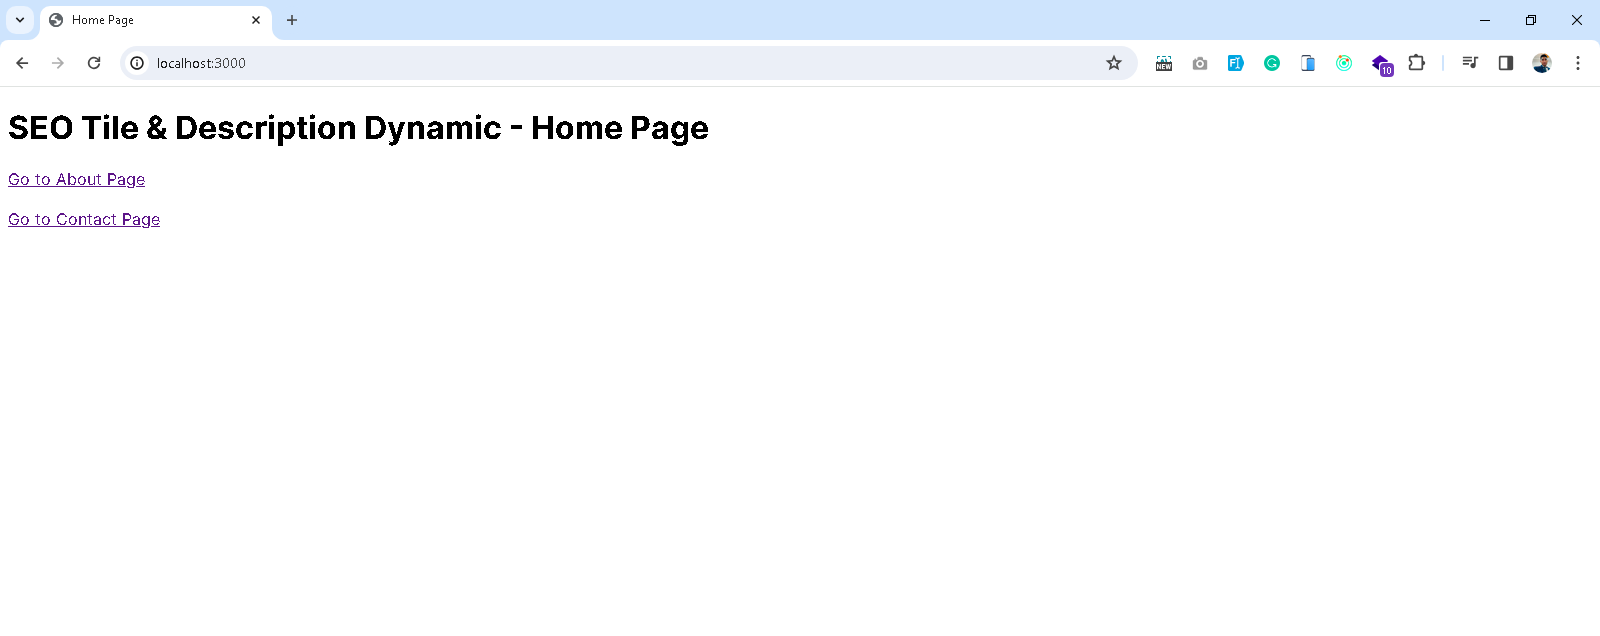 Home Page
localhost:3000
NEW
10
SEO Tile & Description Dynamic - Home Page
Go to About Page
Go to Contact Page